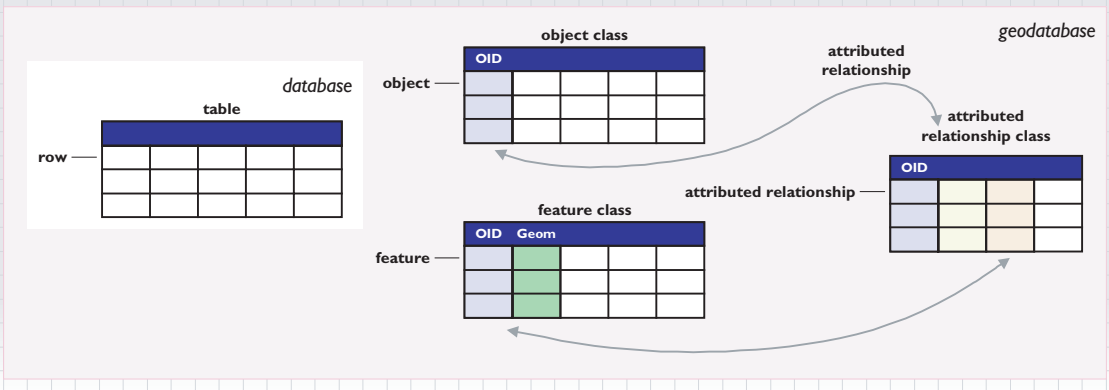 geodatabase
database
table
row
object class
OID
object
attributed
relationship
attributed
relationship class
OID
attributed relationship
feature class
OID Geom
feature